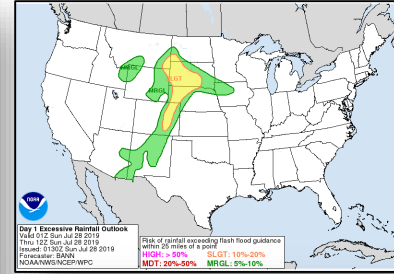 MRGL
SLGT
MRGL
NOAA
Day 1 Excessive Rainfall Outlook
Valid 01Z Sun Jul 28 2019
Thru 12Z Sun Jul 28 2019
Issued: 0130Z Sun Jul 28 2019
Forecaster: BANN
NOAA/NWS/NCEP/WPC
Risk of rainfall exceeding flash flood guidance
within 25 miles of a point
HIGH: > 50% SLGT: 10%-20%
MDT: 20%-50% MRGL: 5%-10%